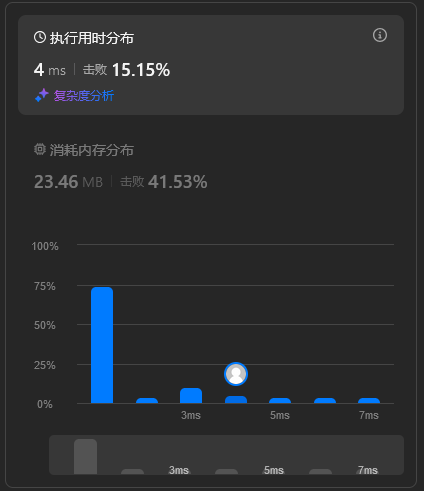 执行用时分布
4 ms 击败 15.15%
复杂度分析
消耗内存分布
23.46 MB 击败 41.53%
100%
75%
50%
25%
0%
3ms 5ms 7ms
3ms 5ms 7ms